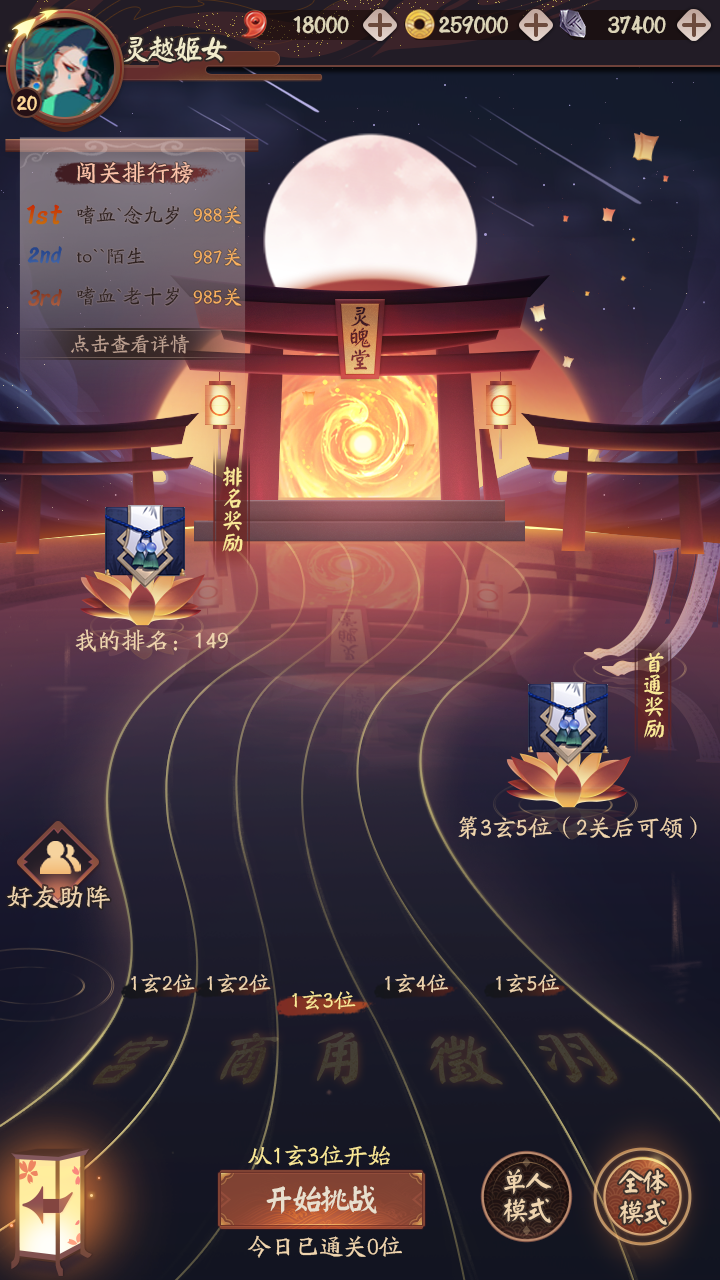 灵越姬女
18000
259000
37400
20
闯关排行榜
1st 嗜血`念九岁 988关
2nd to``陌生 987关
3rd 嗜血`老十岁 985关
点击查看详情
灵魄堂
排名奖励
我的排名：149
首通奖励
第3玄5位（2关后可领）
好友助阵
1玄2位 1玄2位 1玄3位 1玄4位 1玄5位
宫 商 角 徵 羽
从1玄3位开始
开始挑战
今日已通关0位
单人
模式
全体
模式